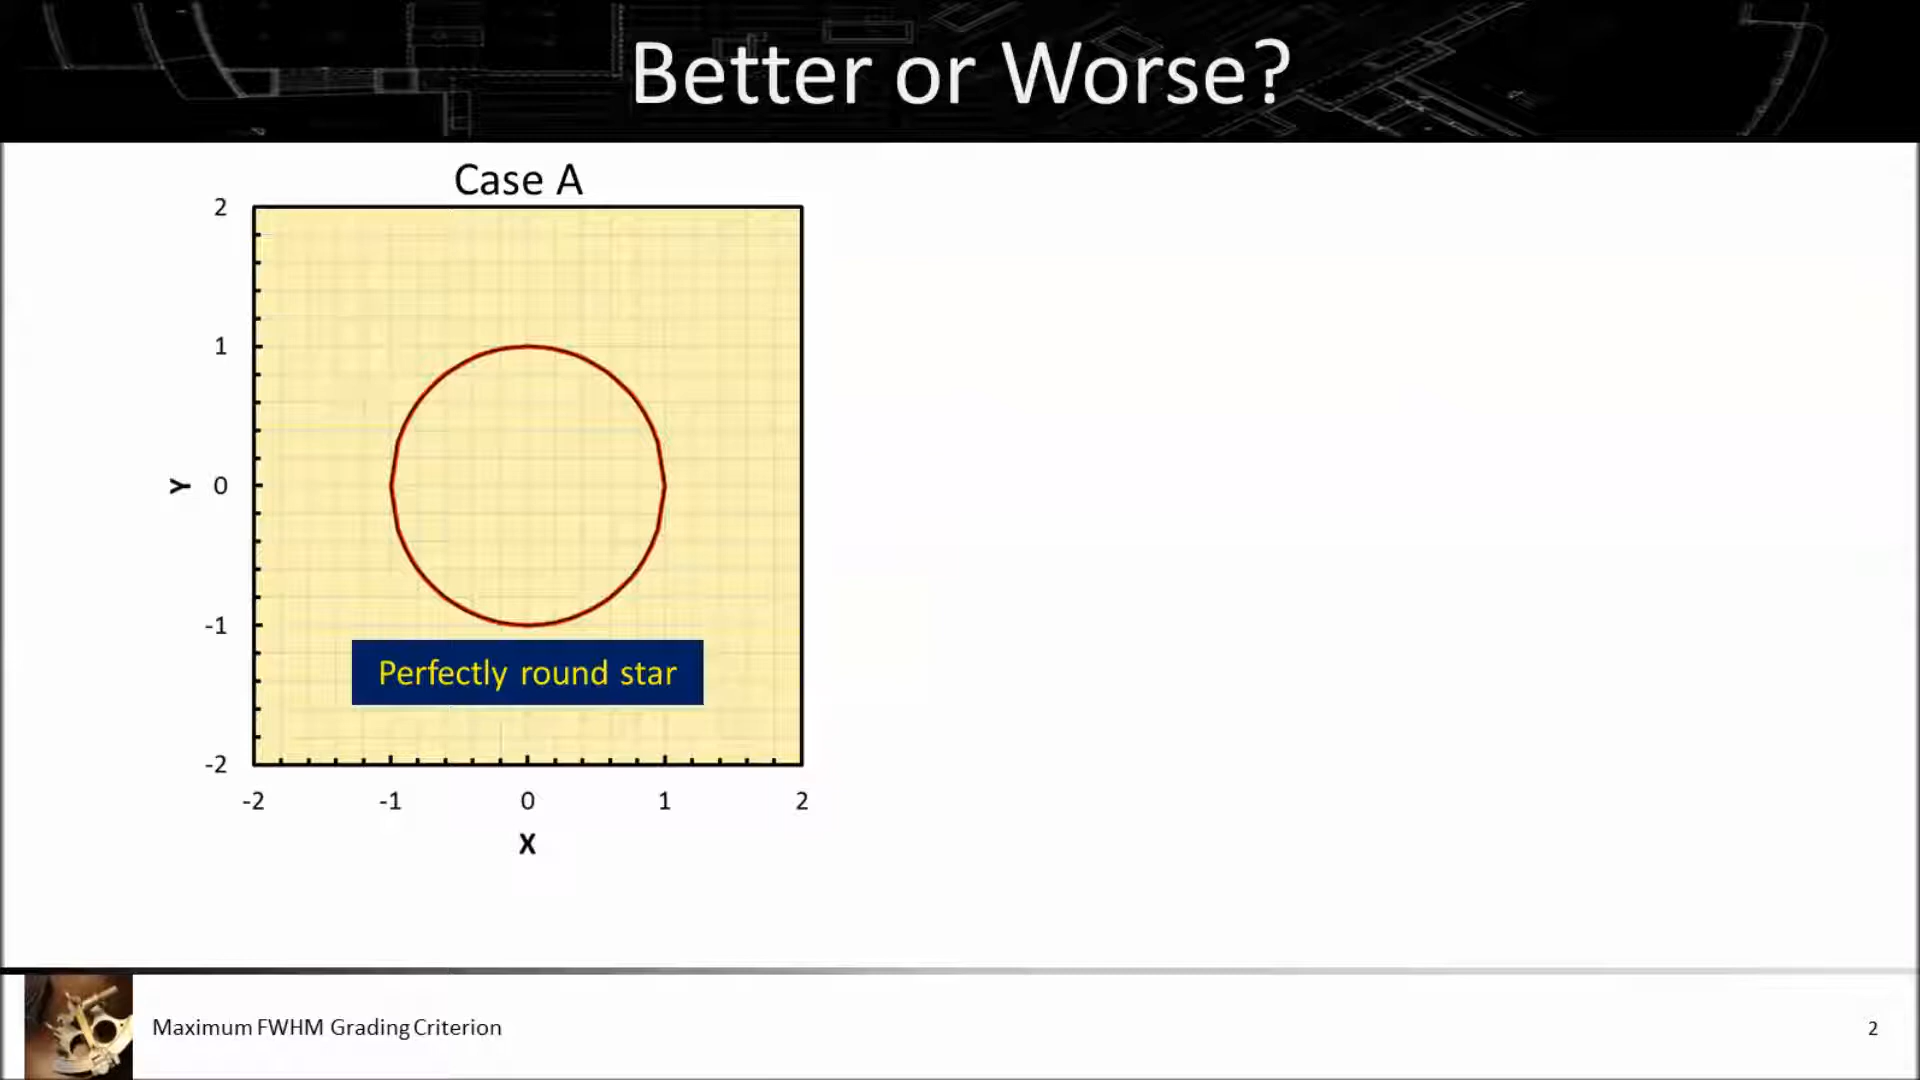 Better or Worse?
Case A
2
1
Y 0
-1
Perfectly round star
-2
-2 -1 0 1 2
X
Maximum FWHM Grading Criterion
2